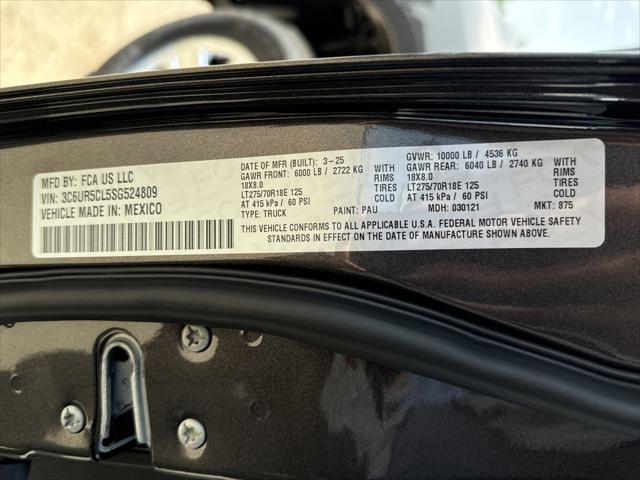 MFD BY: FCA US LLC
VIN: 3C6UR5CL5SG524809
VEHICLE MADE IN: MEXICO
DATE OF MFR (BUILT): 3-25
GAWR FRONT: 6000 LB / 2722 KG WITH
18X8.0 RIMS
LT275/70R18E 125 TIRES
AT 415 kPa / 60 PSI COLD
TYPE: TRUCK PAINT: PAU
GVWR: 10000 LB / 4536 KG
GAWR REAR: 6040 LB / 2740 KG WITH
18X8.0 RIMS
LT275/70R18E 125 TIRES
AT 415 kPa / 60 PSI COLD
MDH: 030121 MKT: 875
THIS VEHICLE CONFORMS TO ALL APPLICABLE U.S.A. FEDERAL MOTOR VEHICLE SAFETY
STANDARDS IN EFFECT ON THE DATE OF MANUFACTURE SHOWN ABOVE.